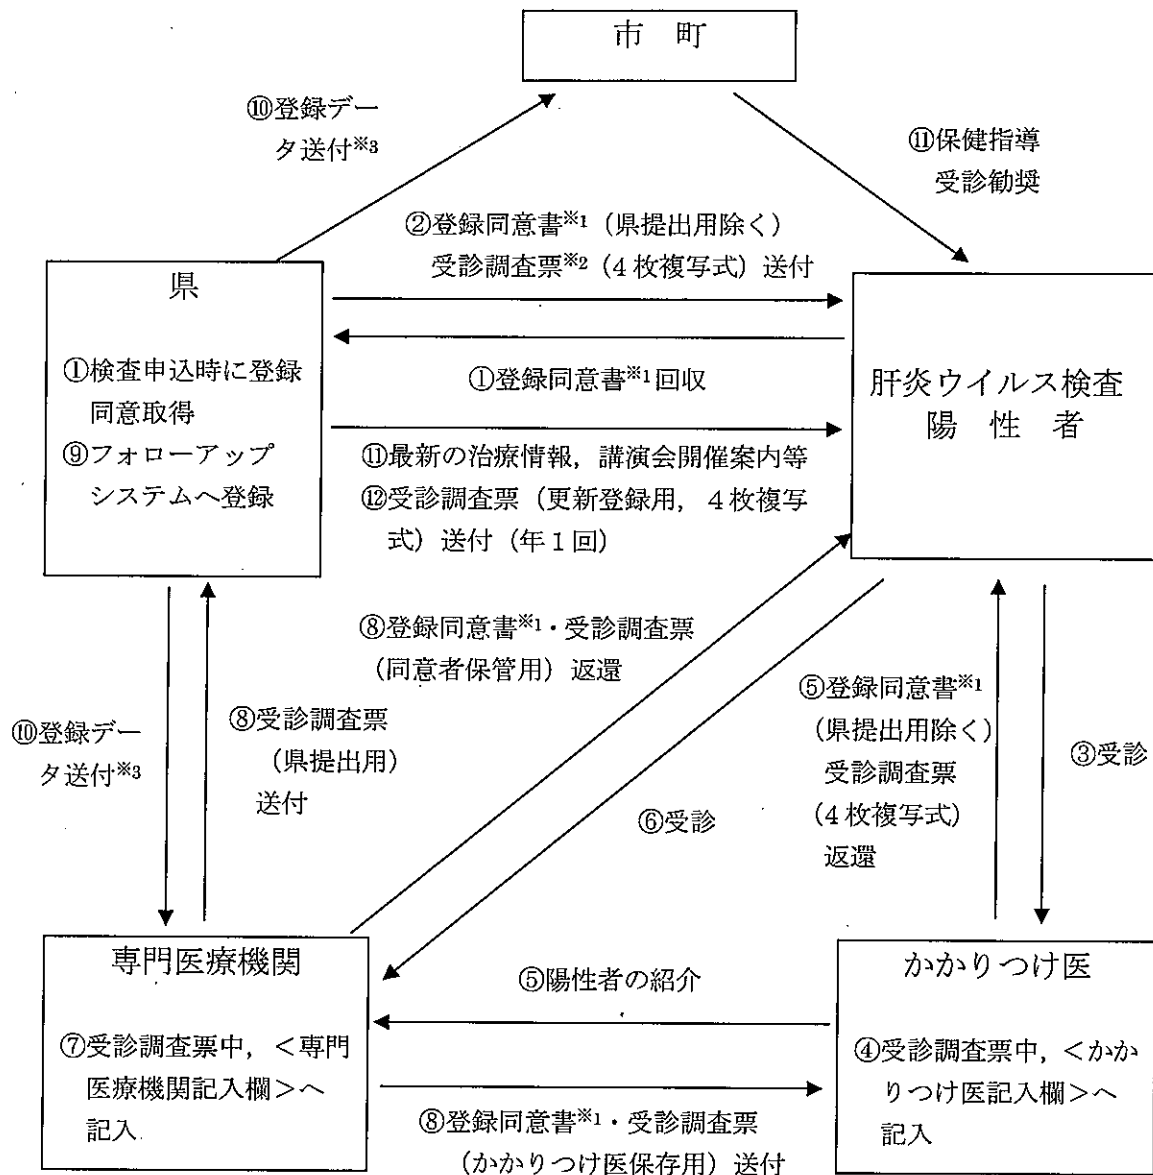 市　町
⑩登録デー
タ送付※3
⑪保健指導
受診勧奨
②登録同意書※1（県提出用除く）
受診調査票※2（4枚複写式）送付
県
①検査申込時に登録
同意取得
⑨フォローアップ
システムへ登録
①登録同意書※1回収
肝炎ウイルス検査
陽　性　者
⑪最新の治療情報，講演会開催案内等
⑫受診調査票（更新登録用，4枚複写
式）送付（年1回）
⑧登録同意書※1・受診調査票
（同意者保管用）返還
⑩登録デー
タ送付※3
⑧受診調査票
（県提出用）
送付
⑥受診
⑤登録同意書※1
（県提出用除く）
受診調査票
（4枚複写式）
返還
③受診
専門医療機関
⑦受診調査票中，＜専門
医療機関記入欄＞へ
記入
⑤陽性者の紹介
⑧登録同意書※1・受診調査票
（かかりつけ医保存用）送付
かかりつけ医
④受診調査票中，＜かか
りつけ医記入欄＞へ
記入